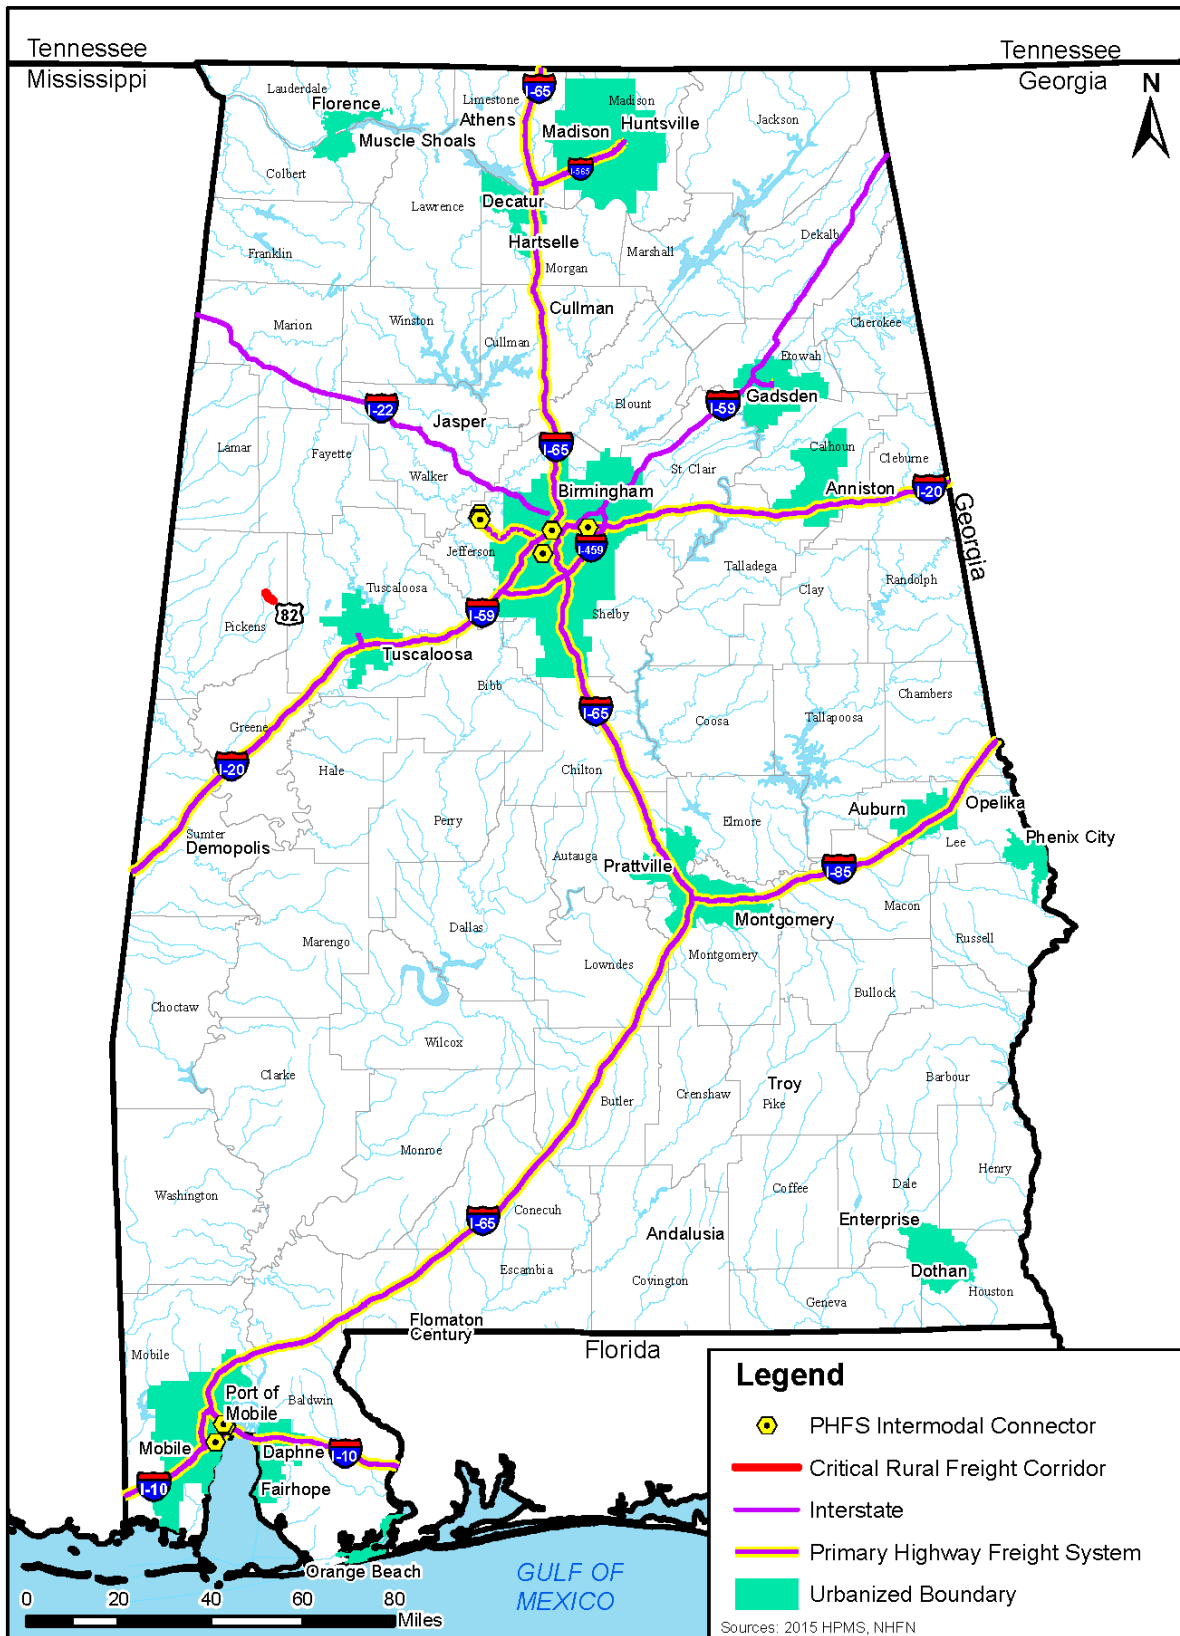 Tennessee
Mississippi
Tennessee
Georgia
N
Lauderdale
Florence
Muscle Shoals
Colbert
Limestone
Athens
I-65
Madison
Madison
Huntsville
I-565
Jackson
Lawrence
Decatur
Hartselle
Morgan
Franklin
Marshall
Dekalb
Cullman
Marion
Winston
Cullman
Cherokee
Etowah
Gadsden
I-59
I-22
Jasper
Blount
I-65
Lamar
Fayette
Walker
Birmingham
St. Clair
Calhoun
Anniston
Cleburne
I-20
Georgia
Jefferson
I-459
Talladega
Clay
Randolph
Tuscaloosa
82
Pickens
I-59
Shelby
Tuscaloosa
Bibb
Greene
I-20
Hale
I-65
Coosa
Tallapoosa
Chambers
Chilton
Sumter
Demopolis
Perry
Autauga
Prattville
Elmore
Auburn
Opelika
Lee
Phenix City
I-85
Macon
Montgomery
Marengo
Dallas
Lowndes
Montgomery
Russell
Bullock
Choctaw
Wilcox
Clarke
Butler
Crenshaw
Troy
Pike
Barbour
Monroe
Washington
I-65
Conecuh
Coffee
Dale
Henry
Andalusia
Enterprise
Escambia
Covington
Dothan
Geneva
Houston
Flomaton
Century
Florida
Mobile
Port of
Mobile
Baldwin
Mobile
Daphne
I-10
I-10
Fairhope
Orange Beach
GULF OF
MEXICO
0 20 40 60 80
Miles
Legend
PHFS Intermodal Connector
Critical Rural Freight Corridor
Interstate
Primary Highway Freight System
Urbanized Boundary
Sources: 2015 HPMS, NHFN